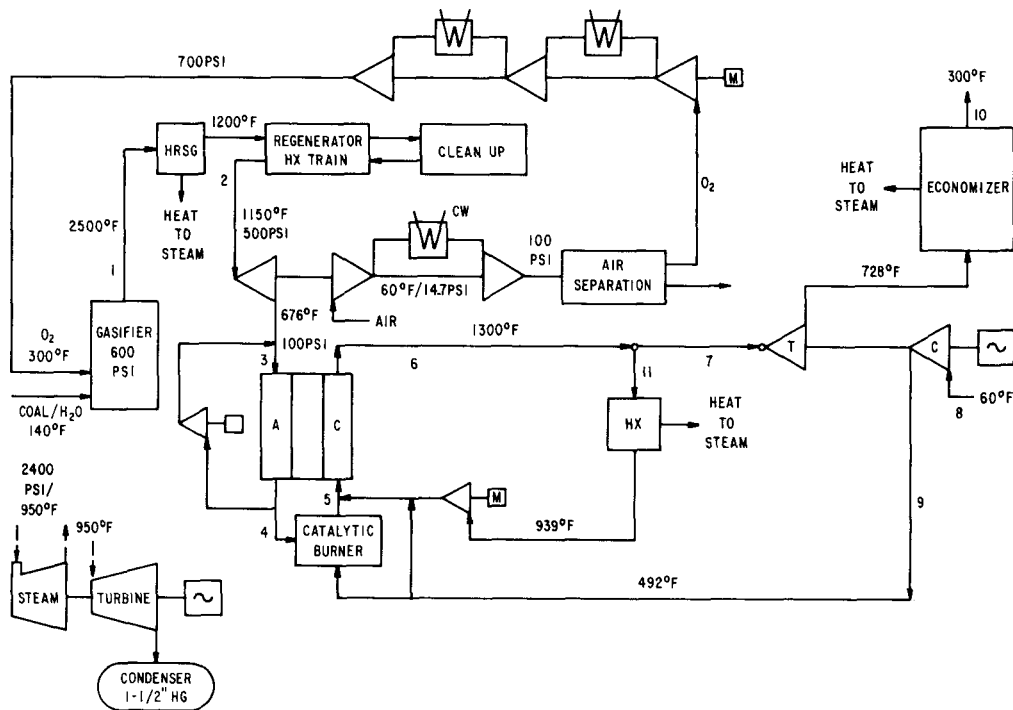 700PSI
M
300°F
10
1200°F
HRSG
REGENERATOR
HX TRAIN
CLEAN UP
ECONOMIZER
HEAT
TO
STEAM
2
HEAT
TO
STEAM
O₂
2500°F
1
1150°F
500PSI
CW
100
PSI
AIR
SEPARATION
60°F/14.7PSI
728°F
676°F
AIR
O₂
300°F
GASIFIER
600
PSI
100PSI
1300°F
3
6
7
T
C
~
11
8
60°F
COAL/H₂O
140°F
A
C
HX
HEAT
TO
STEAM
2400
PSI/
950°F
950°F
5
M
9
4
CATALYTIC
BURNER
939°F
492°F
STEAM
TURBINE
~
CONDENSER
1-1/2" HG